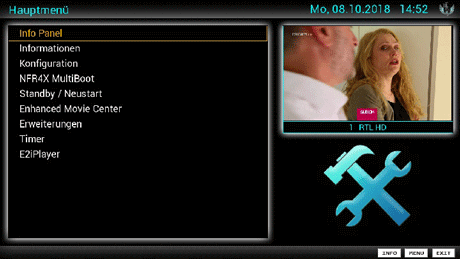 Hauptmenü
Mo, 08.10.2018 14:52
Info Panel
Informationen
Konfiguration
NFR4X MultiBoot
Standby / Neustart
Enhanced Movie Center
Erweiterungen
Timer
E2iPlayer
GLEICH
1 RTL HD
INFO MENU EXIT